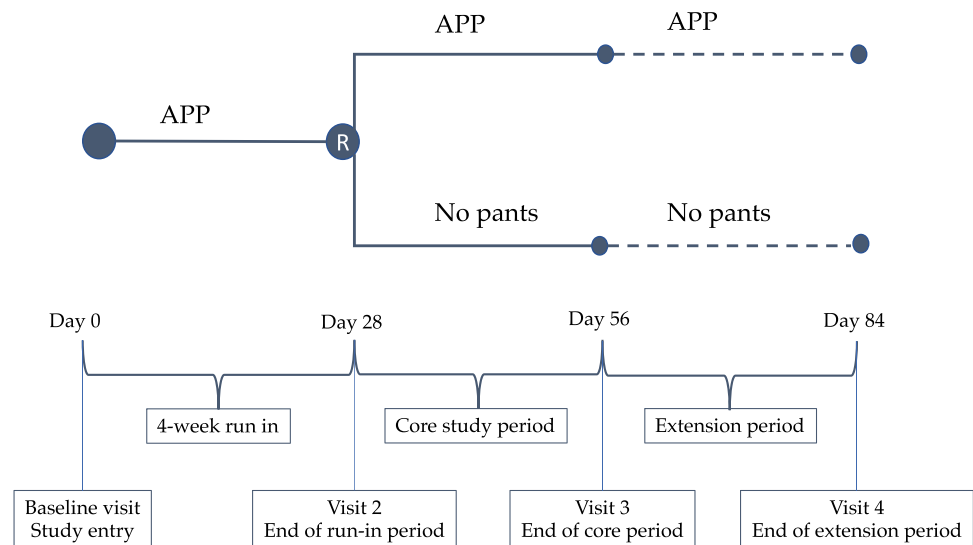 APP
APP
APP
R
No pants
No pants
Day 0
Day 28
Day 56
Day 84
4-week run in
Core study period
Extension period
Baseline visit
Study entry
Visit 2
End of run-in period
Visit 3
End of core period
Visit 4
End of extension period